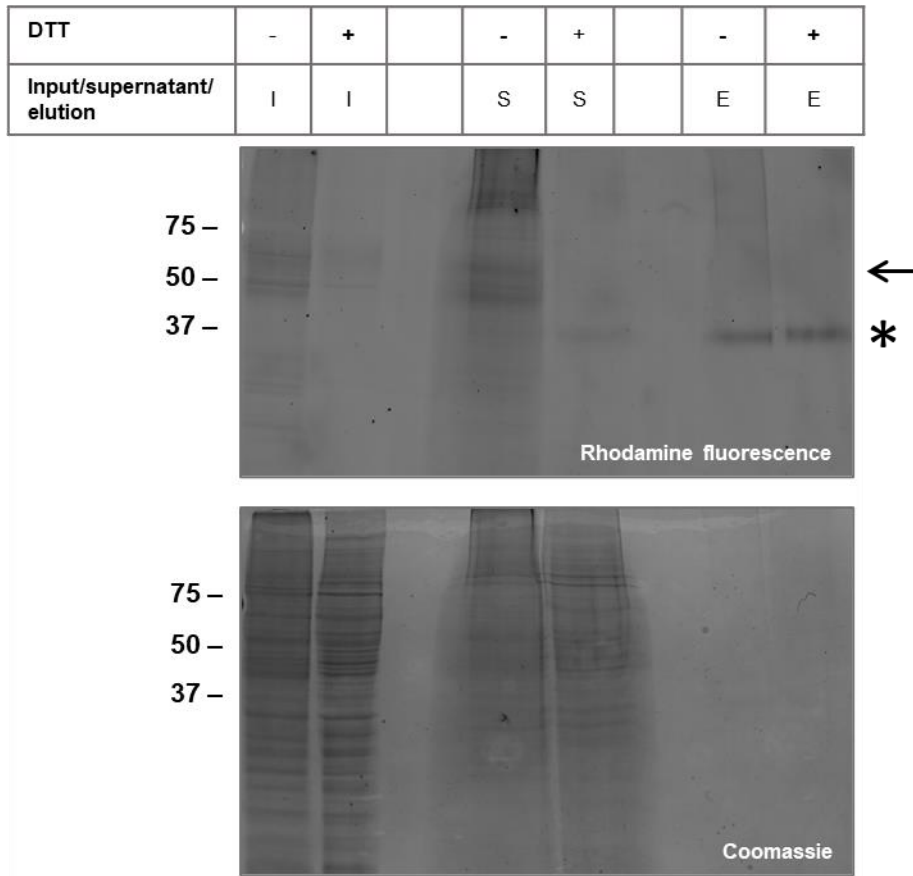 DTT - + - + - +
Input/supernatant/
elution I I S S E E
75 –
50 –
37 –
*
Rhodamine fluorescence
75 –
50 –
37 –
Coomassie